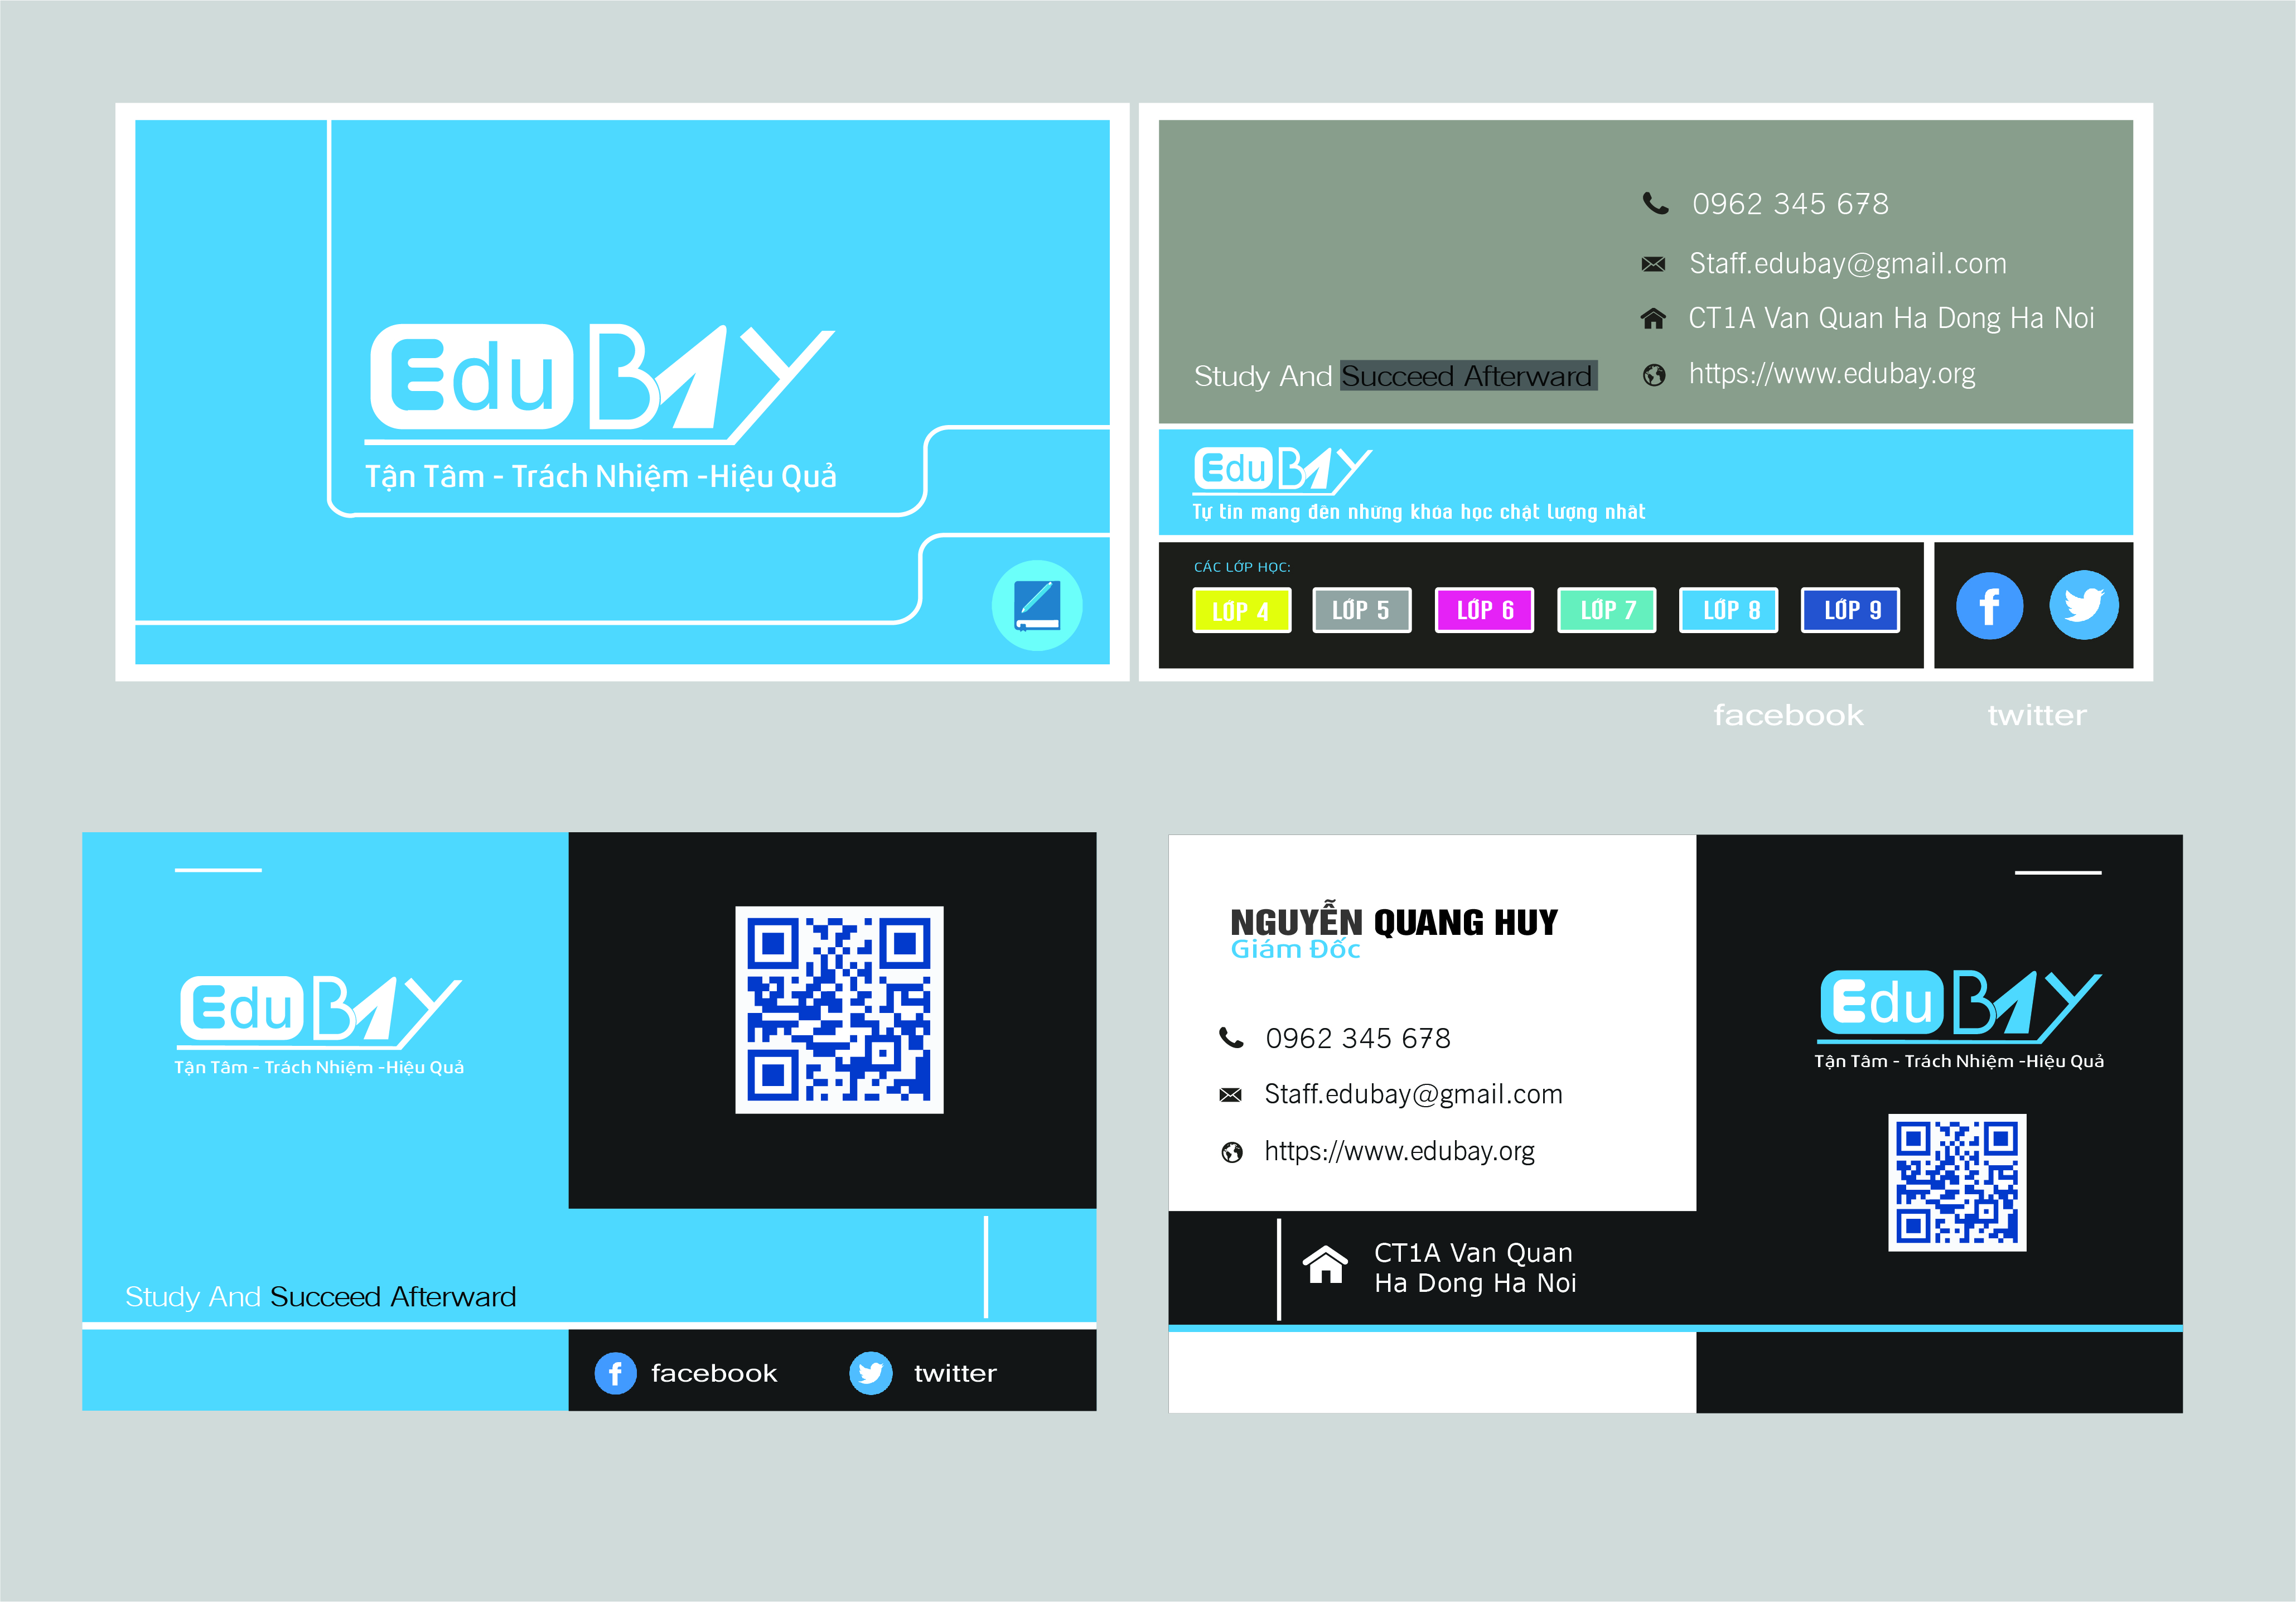 Edu BAY
Tận Tâm - Trách Nhiệm -Hiệu Quả
0962 345 678
Staff.edubay@gmail.com
CT1A Van Quan Ha Dong Ha Noi
https://www.edubay.org
Study And Succeed Afterward
Edu BAY
Tự tin mang đến những khóa học chất lượng nhất
CÁC LỚP HỌC:
LỚP 4 LỚP 5 LỚP 6 LỚP 7 LỚP 8 LỚP 9
facebook twitter
Edu BAY
Tận Tâm - Trách Nhiệm -Hiệu Quả
Study And Succeed Afterward
facebook twitter
NGUYỄN QUANG HUY
Giám Đốc
0962 345 678
Staff.edubay@gmail.com
https://www.edubay.org
CT1A Van Quan
Ha Dong Ha Noi
Edu BAY
Tận Tâm - Trách Nhiệm -Hiệu Quả